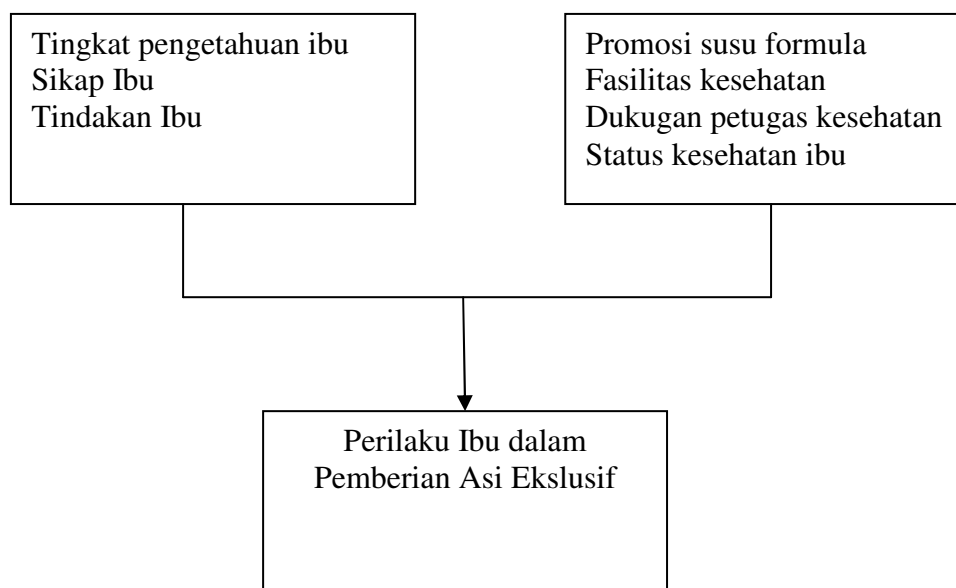 Tingkat pengetahuan ibu
Sikap Ibu
Tindakan Ibu
Promosi susu formula
Fasilitas kesehatan
Dukugan petugas kesehatan
Status kesehatan ibu
Perilaku Ibu dalam
Pemberian Asi Ekslusif